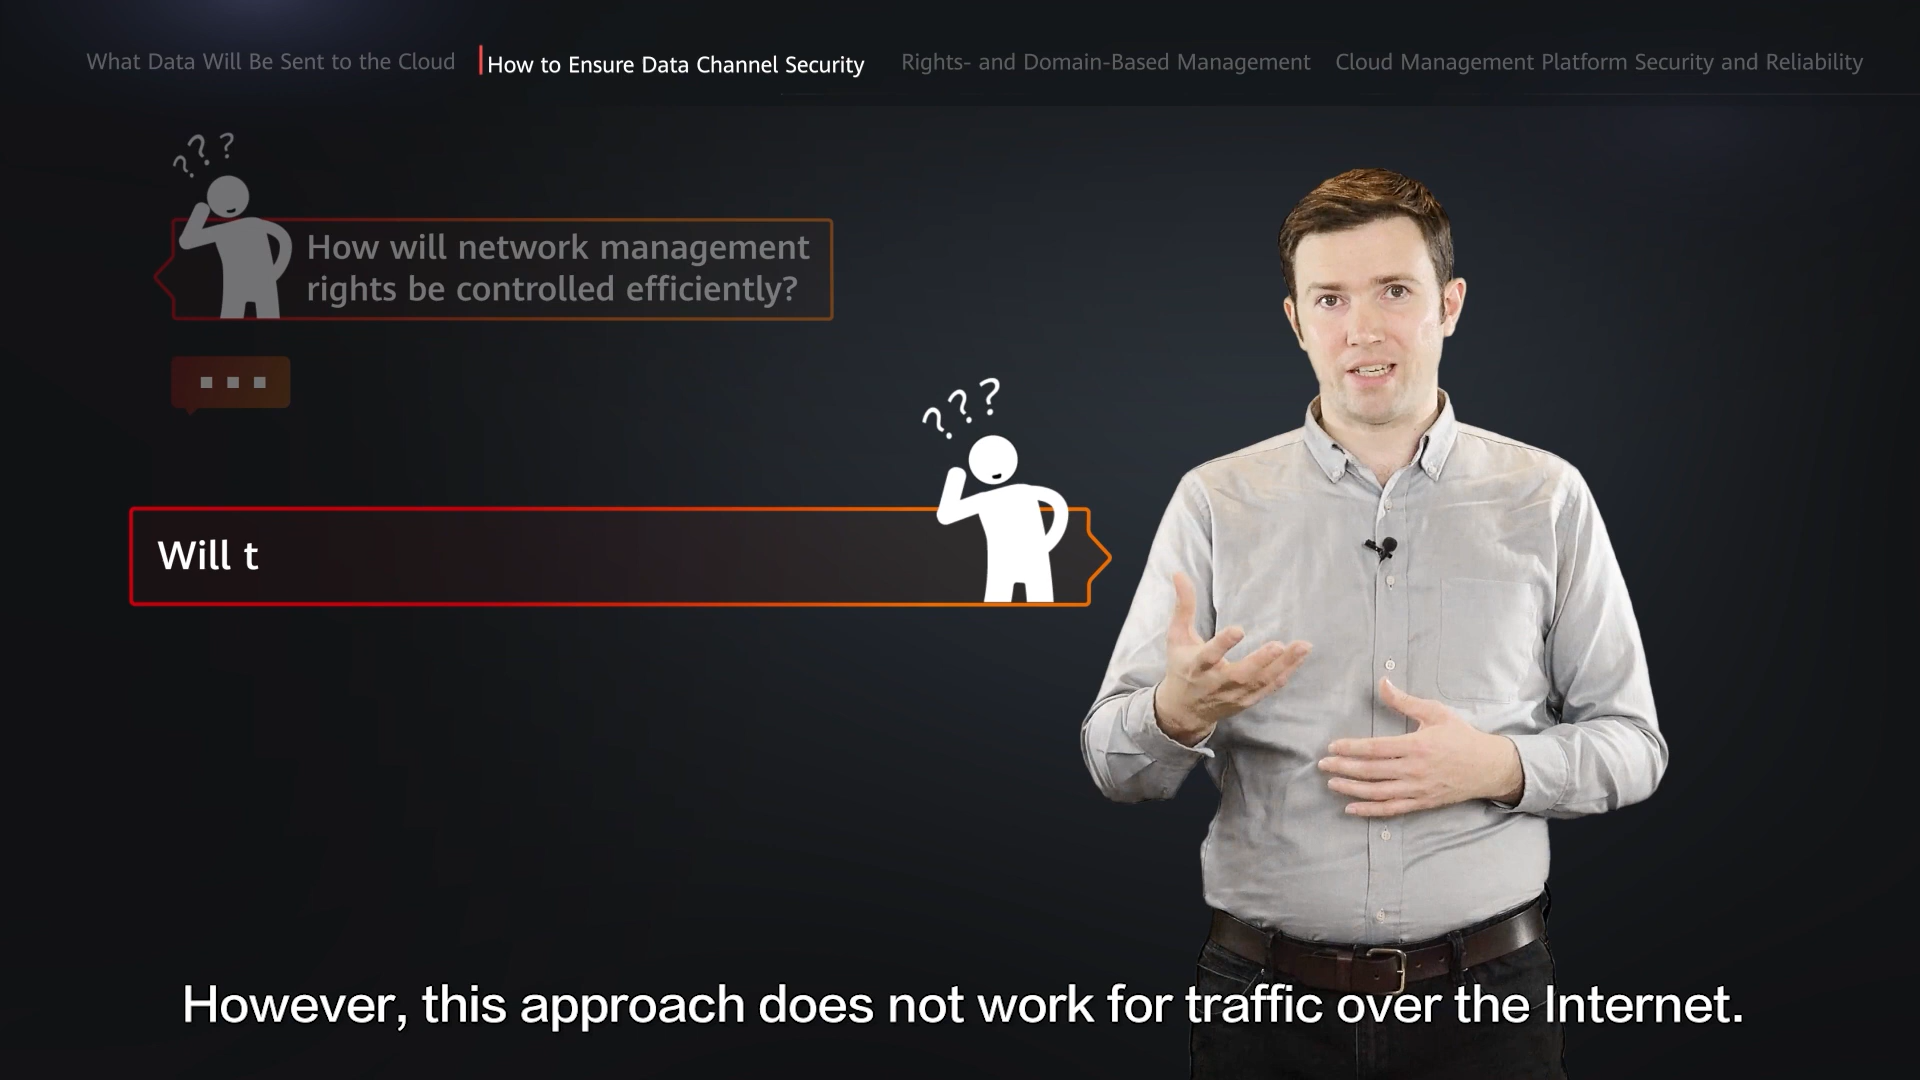 What Data Will Be Sent to the Cloud
How to Ensure Data Channel Security
Rights- and Domain-Based Management
Cloud Management Platform Security and Reliability
???
How will network management
rights be controlled efficiently?
???
Will t
However, this approach does not work for traffic over the Internet.